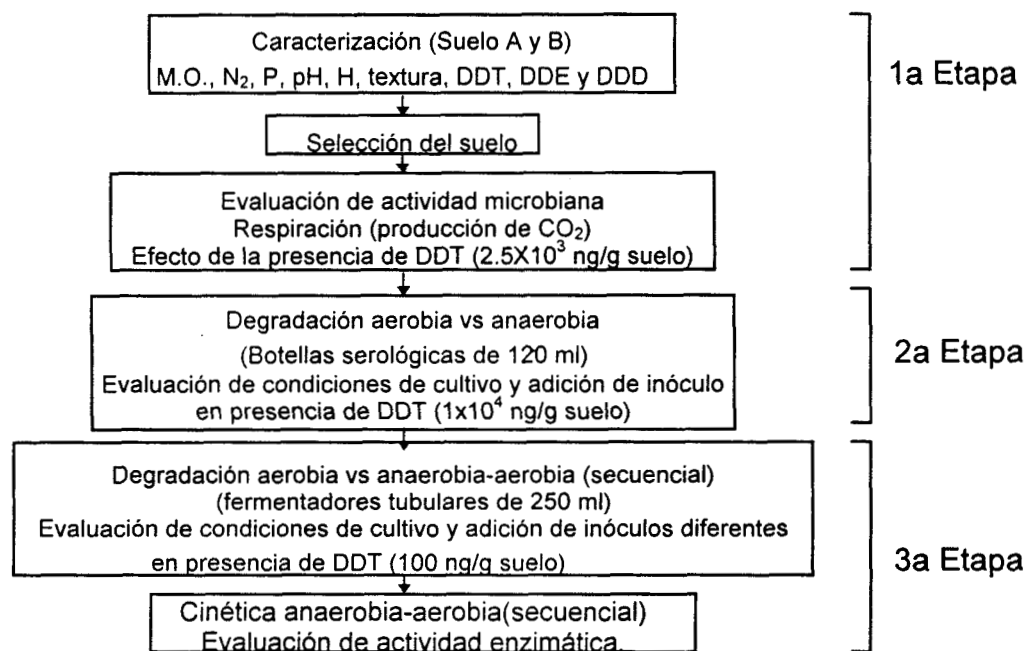 Caracterización (Suelo A y B)
M.O., N₂, P, pH, H, textura, DDT, DDE y DDD
1a Etapa
Selección del suelo
Evaluación de actividad microbiana
Respiración (producción de CO₂)
Efecto de la presencia de DDT (2.5X10³ ng/g suelo)
Degradación aerobia vs anaerobia
(Botellas serológicas de 120 ml)
2a Etapa
Evaluación de condiciones de cultivo y adición de inóculo
en presencia de DDT (1x10⁴ ng/g suelo)
Degradación aerobia vs anaerobia-aerobia (secuencial)
(fermentadores tubulares de 250 ml)
Evaluación de condiciones de cultivo y adición de inóculos diferentes
en presencia de DDT (100 ng/g suelo)
3a Etapa
Cinética anaerobia-aerobia(secuencial)
Evaluación de actividad enzimática.